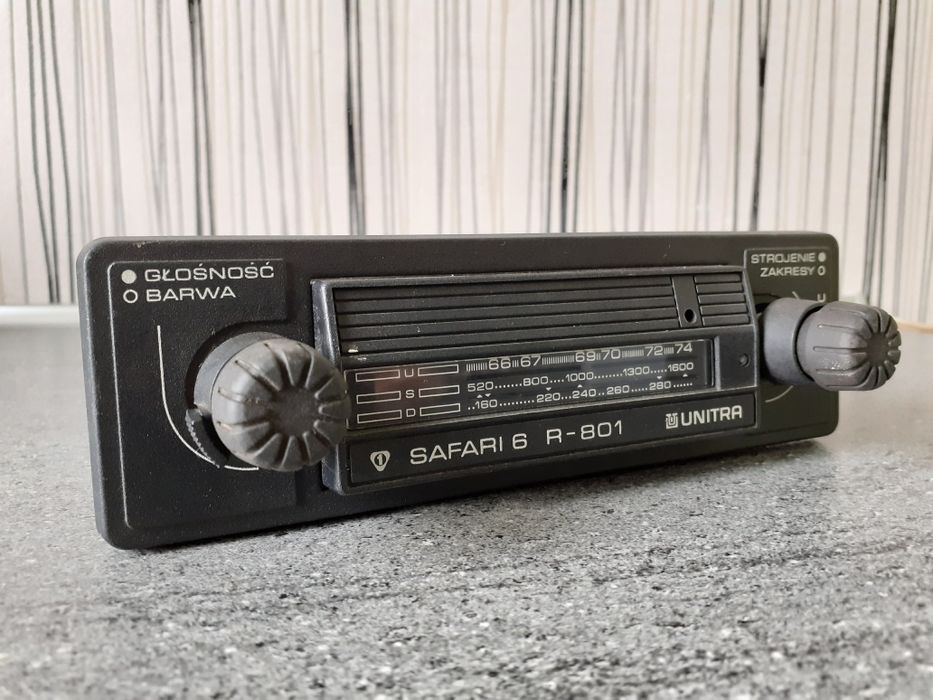 ● GŁOŚNOŚĆ
○ BARWA
STROJENIE ●
ZAKRESY ○
U
U 66 67 69 70 72 74
S 520 800 1000 1300 1600
D 160 220 240 260 280
1 SAFARI 6 R-801 UNITRA